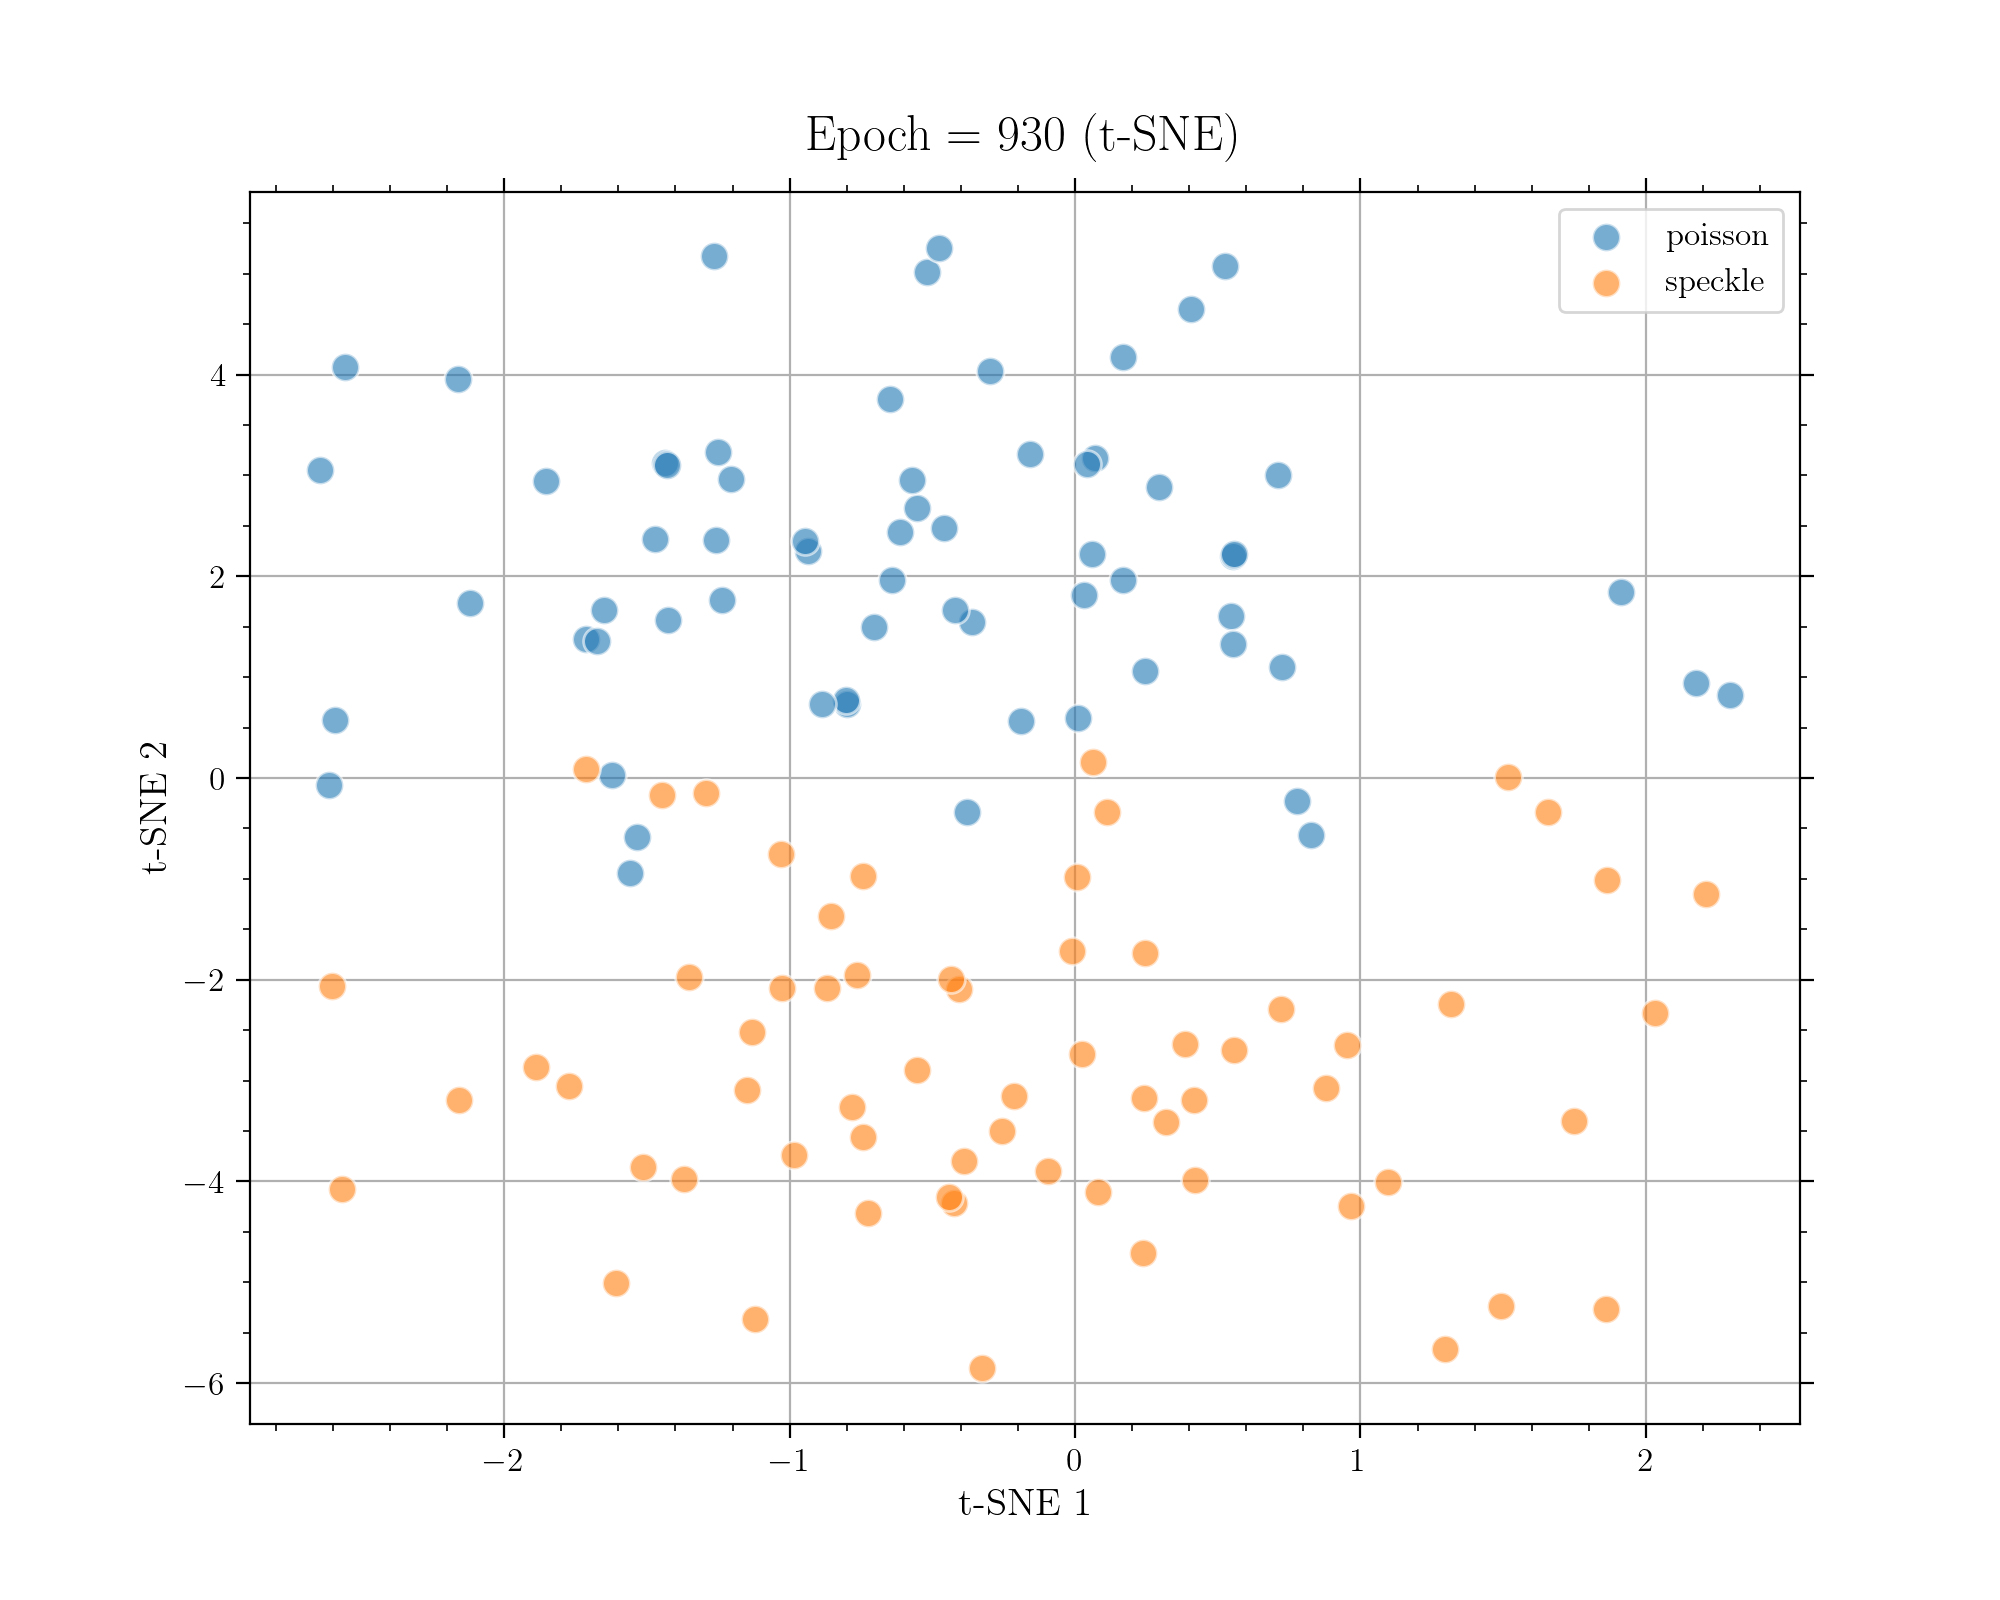 Epoch = 930 (t-SNE)
poisson
speckle
t-SNE 2
4
2
0
−2
−4
−6
−2
−1
0
1
2
t-SNE 1